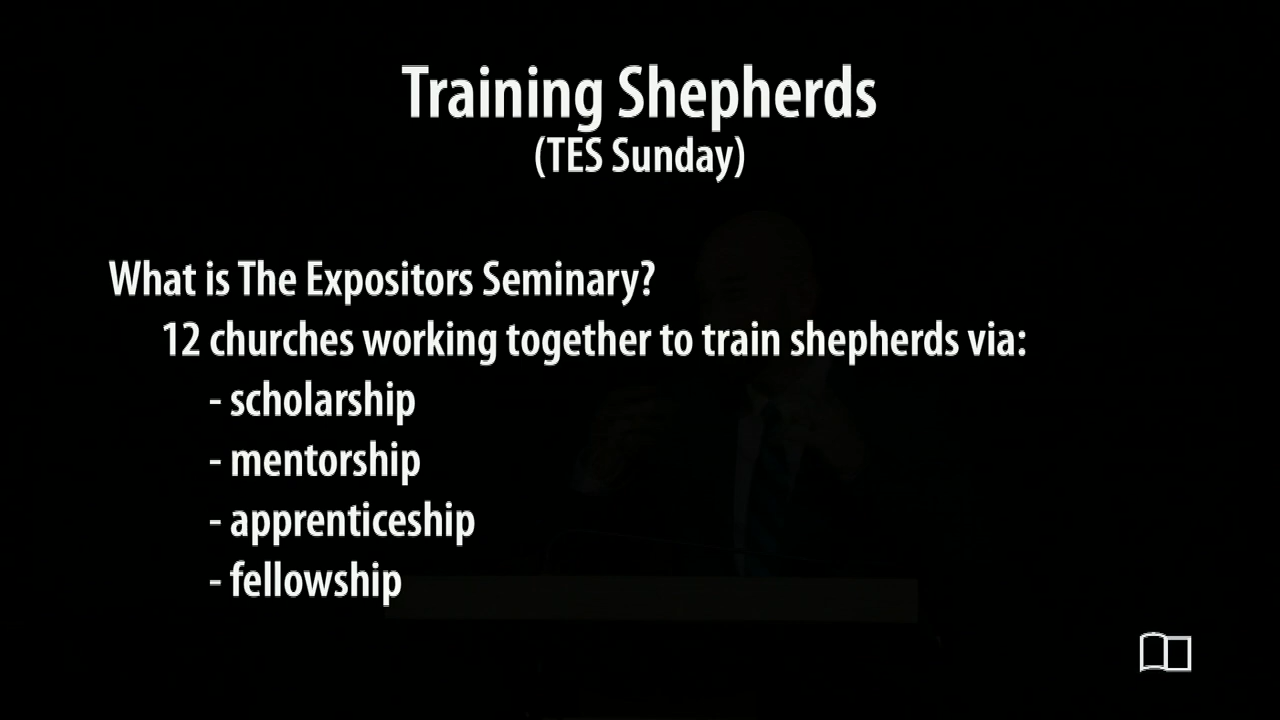 Training Shepherds
(TES Sunday)
What is The Expositors Seminary?
12 churches working together to train shepherds via:
- scholarship
- mentorship
- apprenticeship
- fellowship